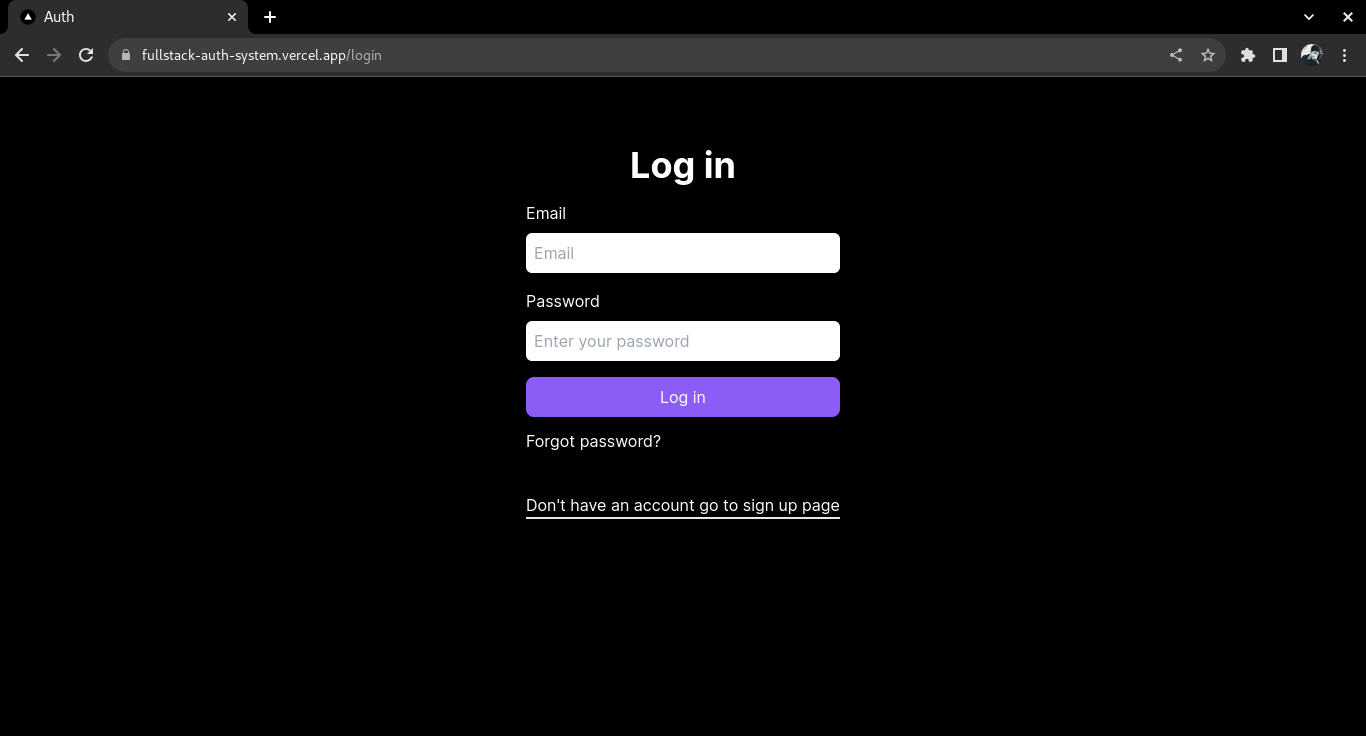 Auth
fullstack-auth-system.vercel.app/login
Log in
Email
Email
Password
Enter your password
Log in
Forgot password?
Don't have an account go to sign up page